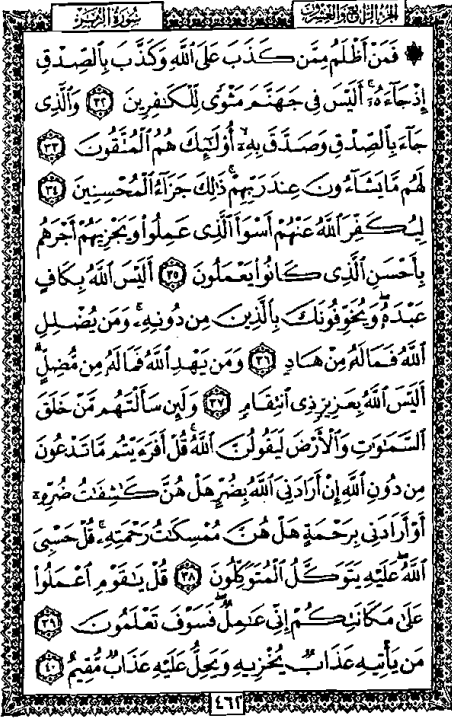 سُورَةُ الزُّمَرِ
الجزء الرابع والعشرون
۞ فَمَنْ أَظْلَمُ مِمَّن كَذَبَ عَلَى ٱللَّهِ وَكَذَّبَ بِٱلصِّدْقِ
إِذْ جَآءَهُۥٓ ۚ أَلَيْسَ فِى جَهَنَّمَ مَثْوًى لِّلْكَـٰفِرِينَ ٣٢ وَٱلَّذِى
جَآءَ بِٱلصِّدْقِ وَصَدَّقَ بِهِۦٓ ۙ أُو۟لَـٰٓئِكَ هُمُ ٱلْمُتَّقُونَ ٣٣
لَهُم مَّا يَشَآءُونَ عِندَ رَبِّهِمْ ۚ ذَٰلِكَ جَزَآءُ ٱلْمُحْسِنِينَ ٣٤
لِيُكَفِّرَ ٱللَّهُ عَنْهُمْ أَسْوَأَ ٱلَّذِى عَمِلُوا۟ وَيَجْزِيَهُمْ أَجْرَهُم
بِأَحْسَنِ ٱلَّذِى كَانُوا۟ يَعْمَلُونَ ٣٥ أَلَيْسَ ٱللَّهُ بِكَافٍ
عَبْدَهُۥ ۖ وَيُخَوِّفُونَكَ بِٱلَّذِينَ مِن دُونِهِۦ ۚ وَمَن يُضْلِلِ
ٱللَّهُ فَمَا لَهُۥ مِنْ هَادٍ ٣٦ وَمَن يَهْدِ ٱللَّهُ فَمَا لَهُۥ مِن مُّضِلٍّ ۗ
أَلَيْسَ ٱللَّهُ بِعَزِيزٍ ذِى ٱنتِقَامٍ ٣٧ وَلَئِن سَأَلْتَهُم مَّنْ خَلَقَ
ٱلسَّمَـٰوَٰتِ وَٱلْأَرْضَ لَيَقُولُنَّ ٱللَّهُ ۚ قُلْ أَفَرَءَيْتُم مَّا تَدْعُونَ
مِن دُونِ ٱللَّهِ إِنْ أَرَادَنِىَ ٱللَّهُ بِضُرٍّ هَلْ هُنَّ كَـٰشِفَـٰتُ ضُرِّهِۦٓ
أَوْ أَرَادَنِى بِرَحْمَةٍ هَلْ هُنَّ مُمْسِكَـٰتُ رَحْمَتِهِۦ ۚ قُلْ حَسْبِىَ
ٱللَّهُ ۖ عَلَيْهِ يَتَوَكَّلُ ٱلْمُتَوَكِّلُونَ ٣٨ قُلْ يَـٰقَوْمِ ٱعْمَلُوا۟
عَلَىٰ مَكَانَتِكُمْ إِنِّى عَـٰمِلٌ ۖ فَسَوْفَ تَعْلَمُونَ ٣٩
مَن يَأْتِيهِ عَذَابٌ يُخْزِيهِ وَيَحِلُّ عَلَيْهِ عَذَابٌ مُّقِيمٌ ٤٠
٤٦٢